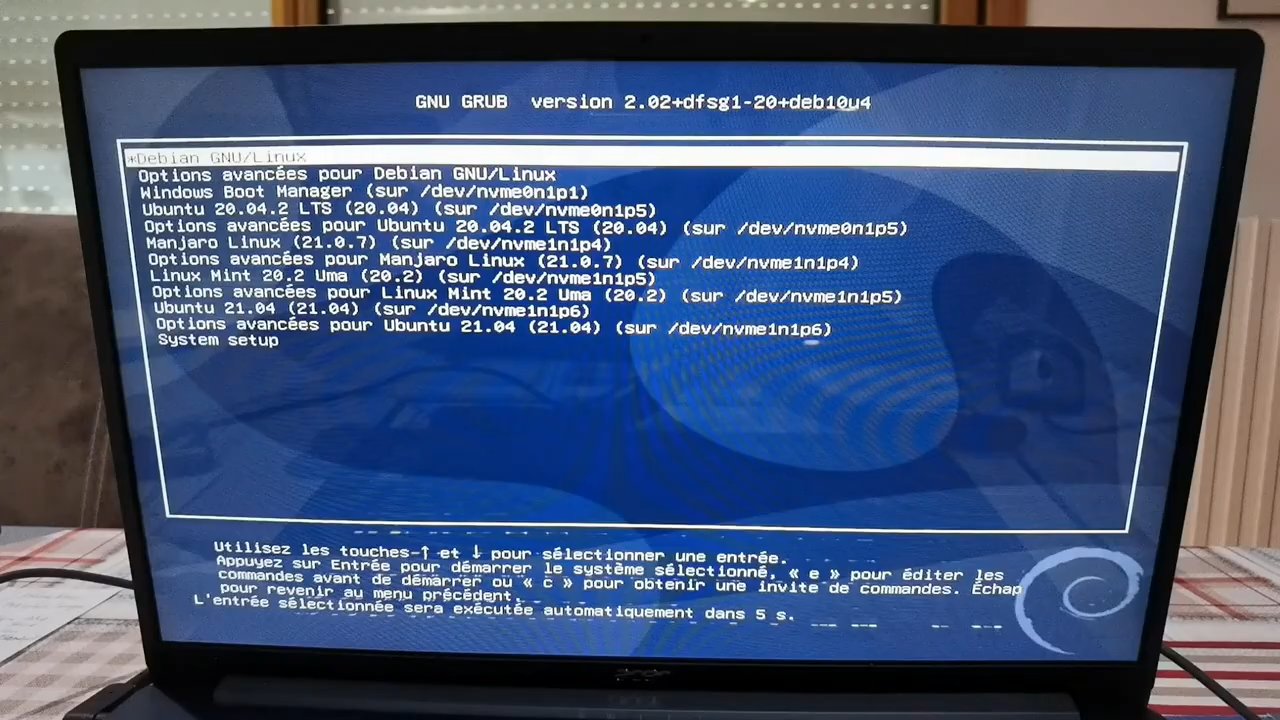 GNU GRUB version 2.02+dfsg1-20+deb10u4
*Debian GNU/Linux
Options avancées pour Debian GNU/Linux
Windows Boot Manager (sur /dev/nvme0n1p1)
Ubuntu 20.04.2 LTS (20.04) (sur /dev/nvme0n1p5)
Options avancées pour Ubuntu 20.04.2 LTS (20.04) (sur /dev/nvme0n1p5)
Manjaro Linux (21.0.7) (sur /dev/nvme1n1p4)
Options avancées pour Manjaro Linux (21.0.7) (sur /dev/nvme1n1p4)
Linux Mint 20.2 Uma (20.2) (sur /dev/nvme1n1p5)
Options avancées pour Linux Mint 20.2 Uma (20.2) (sur /dev/nvme1n1p5)
Ubuntu 21.04 (21.04) (sur /dev/nvme1n1p6)
Options avancées pour Ubuntu 21.04 (21.04) (sur /dev/nvme1n1p6)
System setup
Utilisez les touches ↑ et ↓ pour sélectionner une entrée.
Appuyez sur Entrée pour démarrer le système sélectionné, « e » pour éditer les
commandes avant de démarrer ou « c » pour obtenir une invite de commandes. Échap
pour revenir au menu précédent.
L'entrée sélectionnée sera exécutée automatiquement dans 5 s.
acer